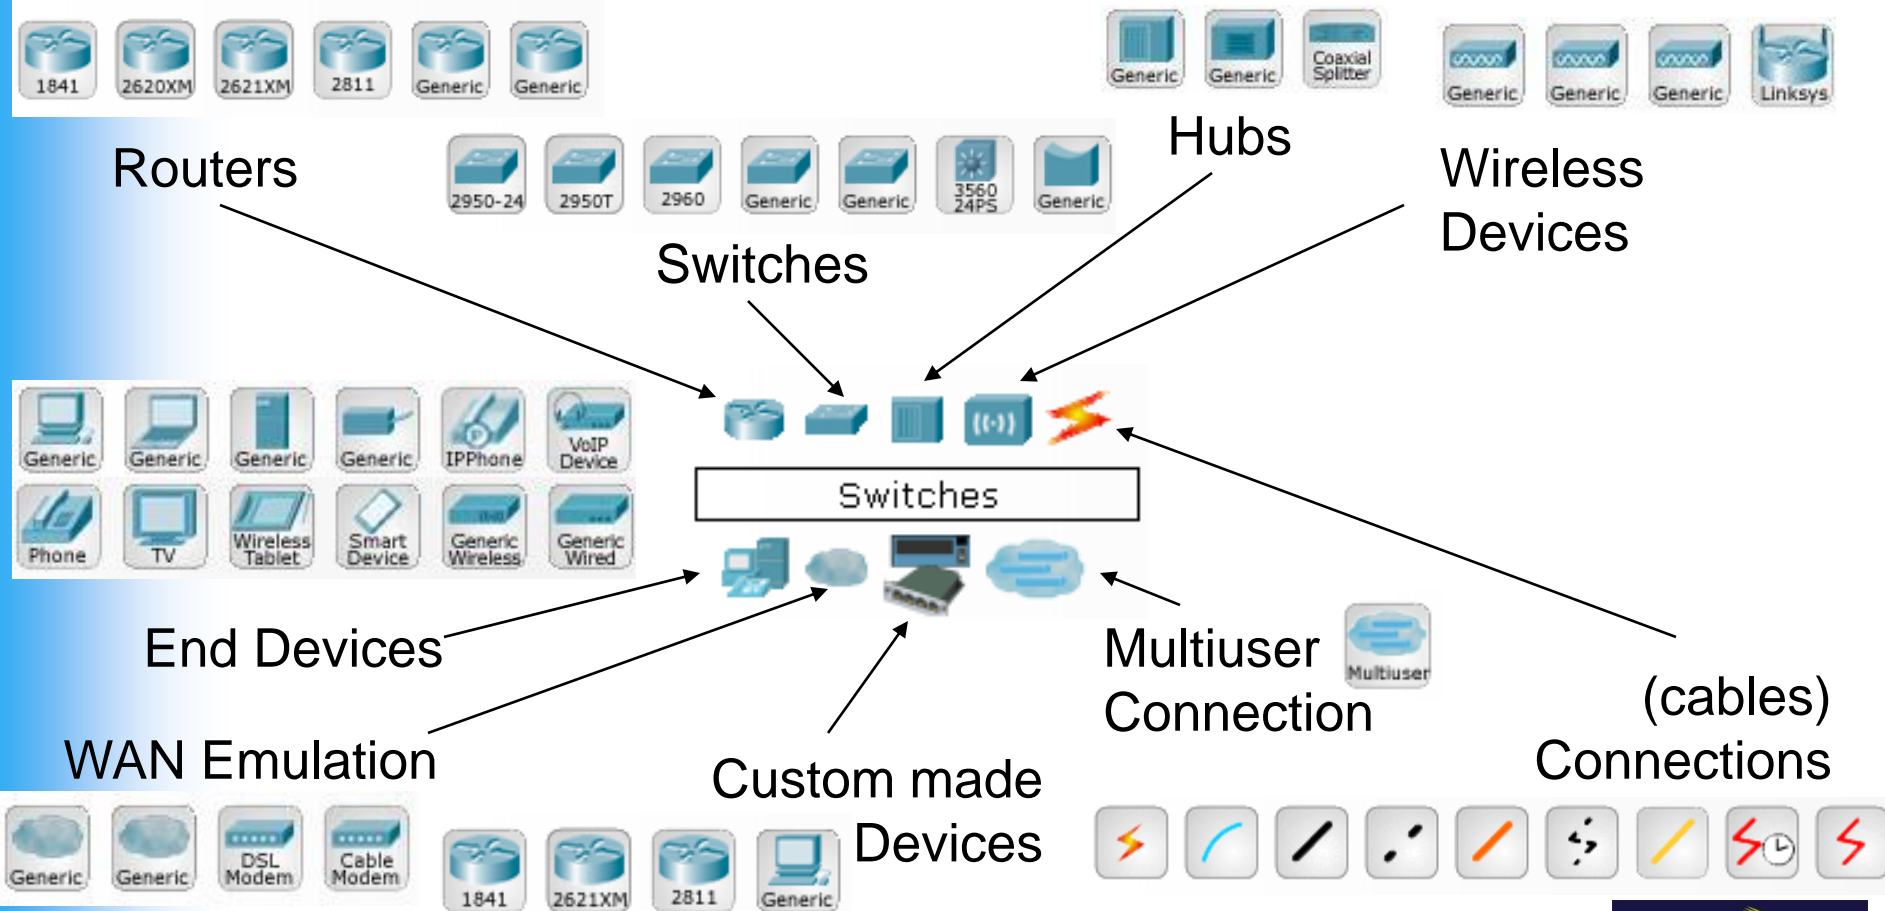 1841 2620XM 2621XM 2811 Generic Generic
Generic Generic Coaxial Splitter
Generic Generic Generic Linksys
Routers
Hubs
Wireless
Devices
2950-24 2950T 2960 Generic Generic 3560 24PS Generic
Switches
Generic Generic Generic Generic IPPhone VoIP Device
Switches
Phone TV Wireless Tablet Smart Device Generic Wireless Generic Wired
End Devices
Multiuser
Connection
Multiuser
(cables)
Connections
WAN Emulation
Custom made
Devices
Generic Generic DSL Modem Cable Modem
1841 2621XM 2811 Generic